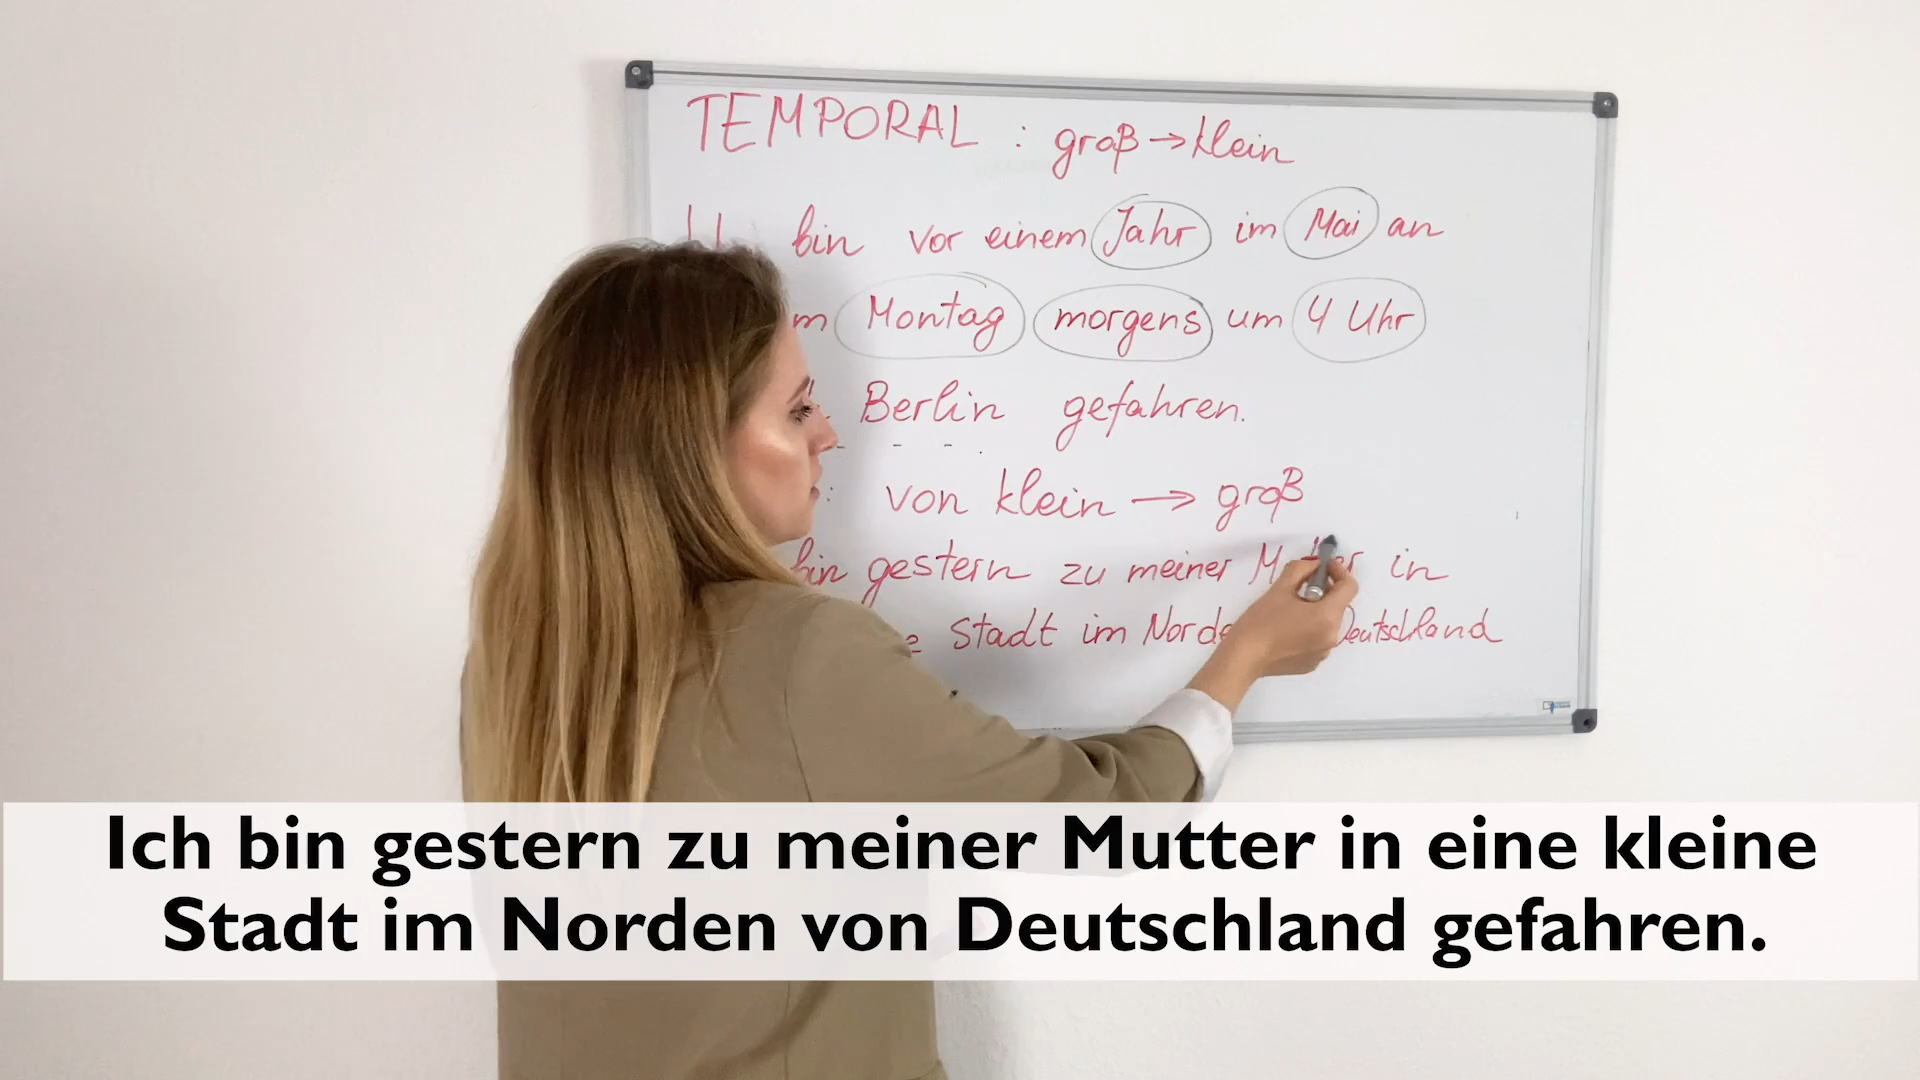 TEMPORAL : groß → klein
bin vor einem Jahr im Mai an
Montag morgens um 4 Uhr
Berlin gefahren.
: von klein → groß
bin gestern zu meiner in
Stadt im Deutschland
Ich bin gestern zu meiner Mutter in eine kleine
Stadt im Norden von Deutschland gefahren.